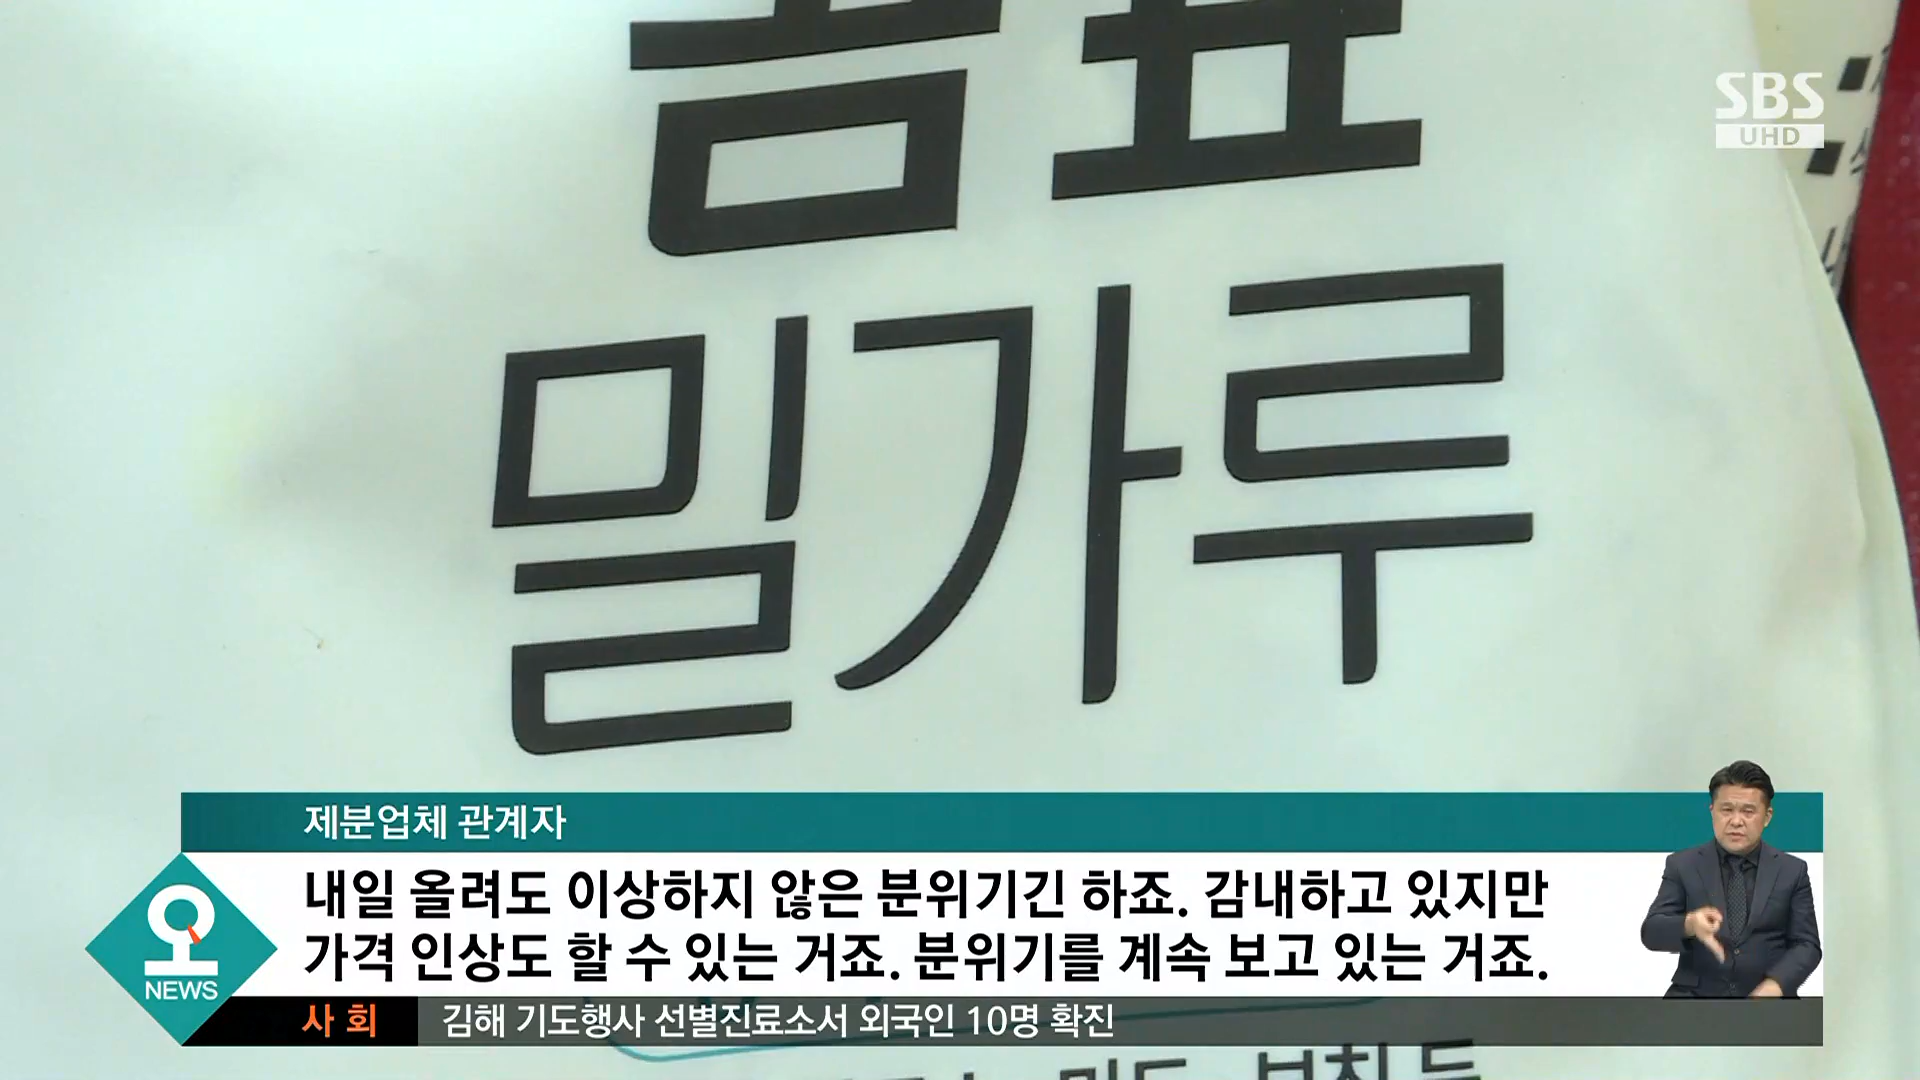 곰표
밀가루
SBS
UHD
제분업체 관계자
내일 올려도 이상하지 않은 분위기긴 하죠. 감내하고 있지만
가격 인상도 할 수 있는 거죠. 분위기를 계속 보고 있는 거죠.
오
NEWS
사회
김해 기도행사 선별진료소서 외국인 10명 확진